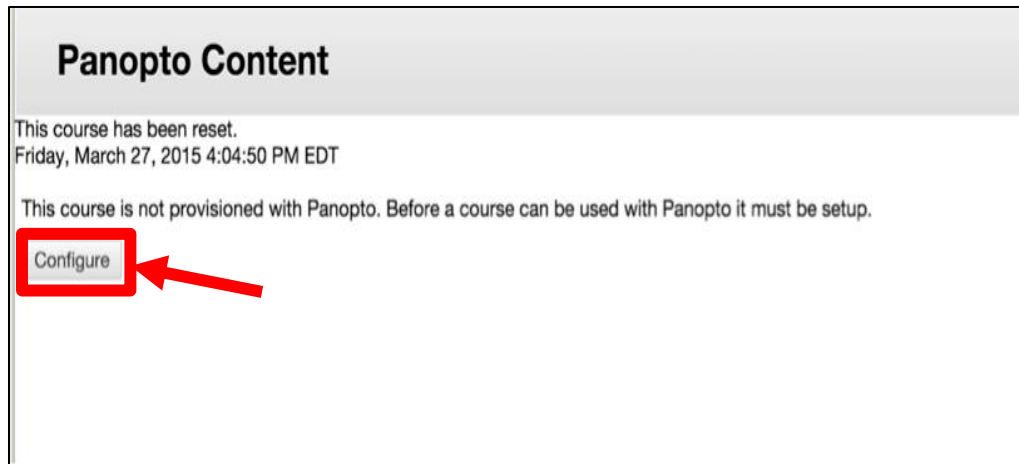 Panopto Content
This course has been reset.
Friday, March 27, 2015 4:04:50 PM EDT
This course is not provisioned with Panopto. Before a course can be used with Panopto it must be setup.
Configure